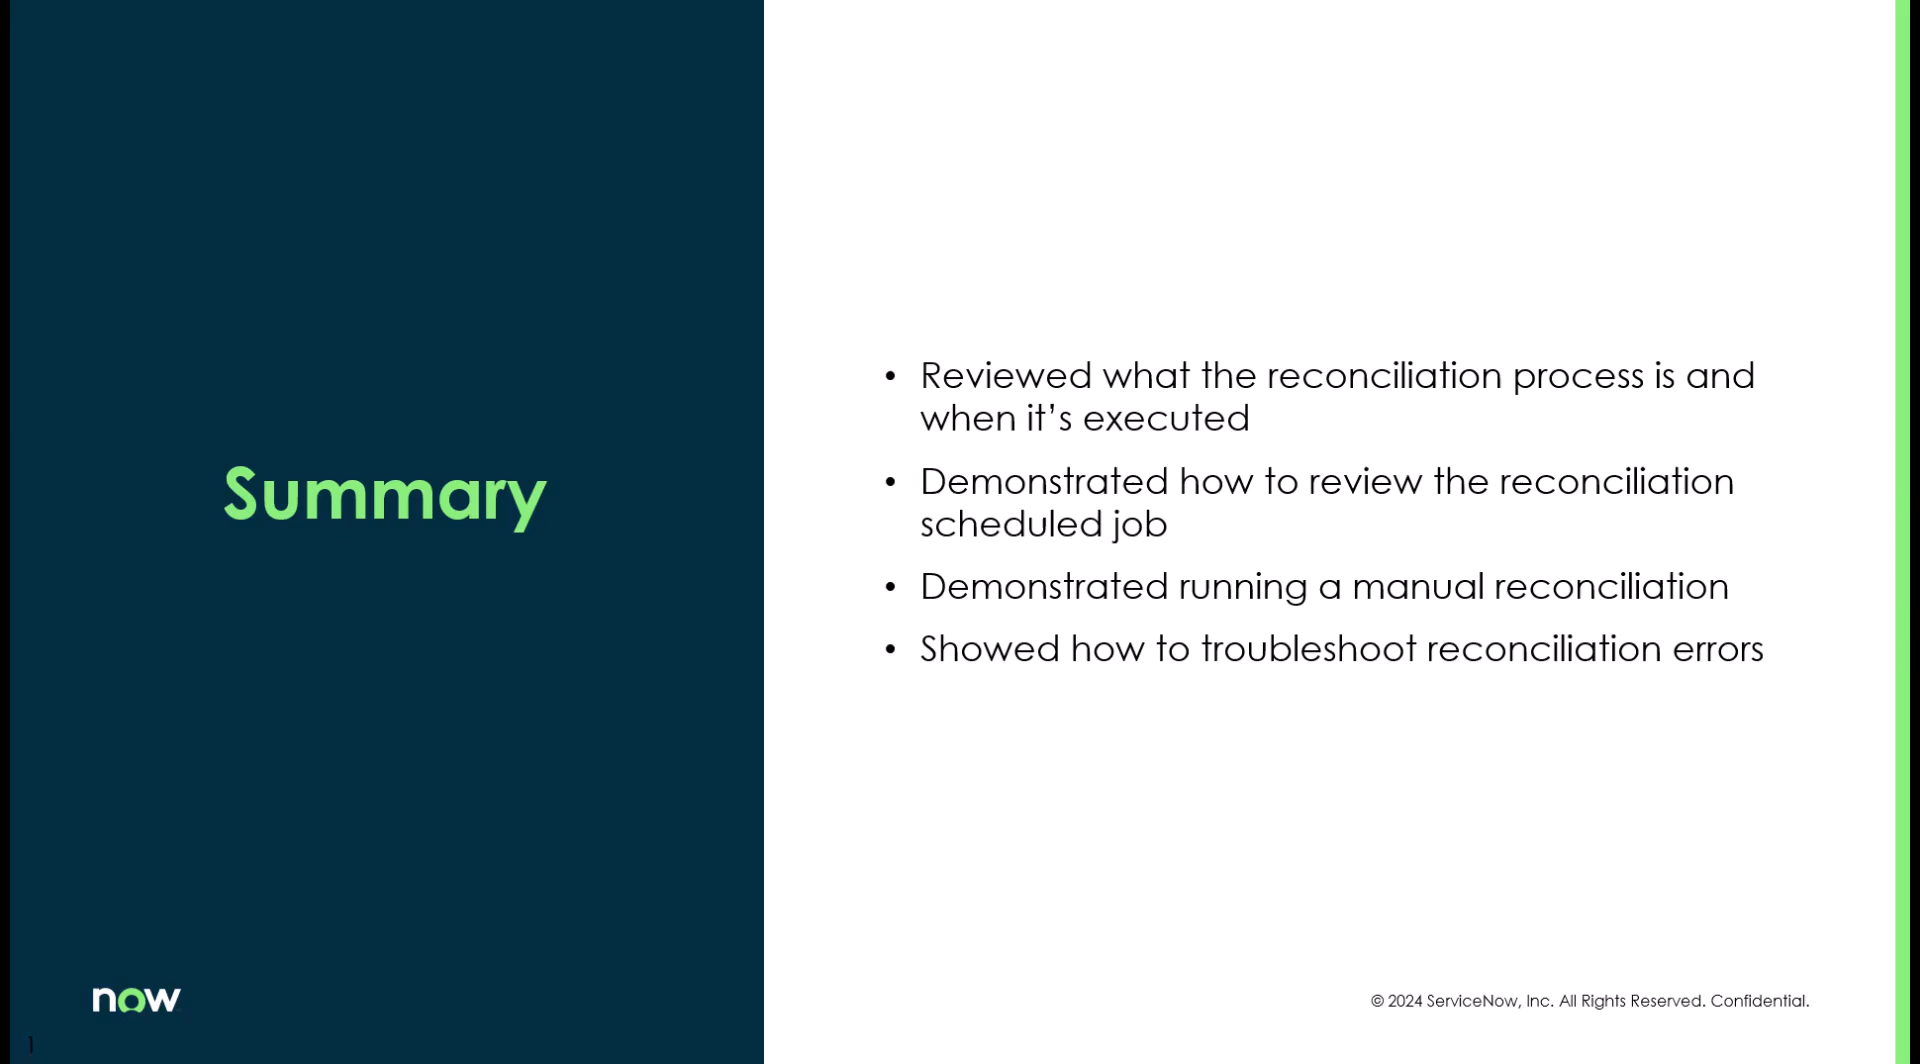 Summary
• Reviewed what the reconciliation process is and
when it’s executed
• Demonstrated how to review the reconciliation
scheduled job
• Demonstrated running a manual reconciliation
• Showed how to troubleshoot reconciliation errors
now
© 2024 ServiceNow, Inc. All Rights Reserved. Confidential.
1